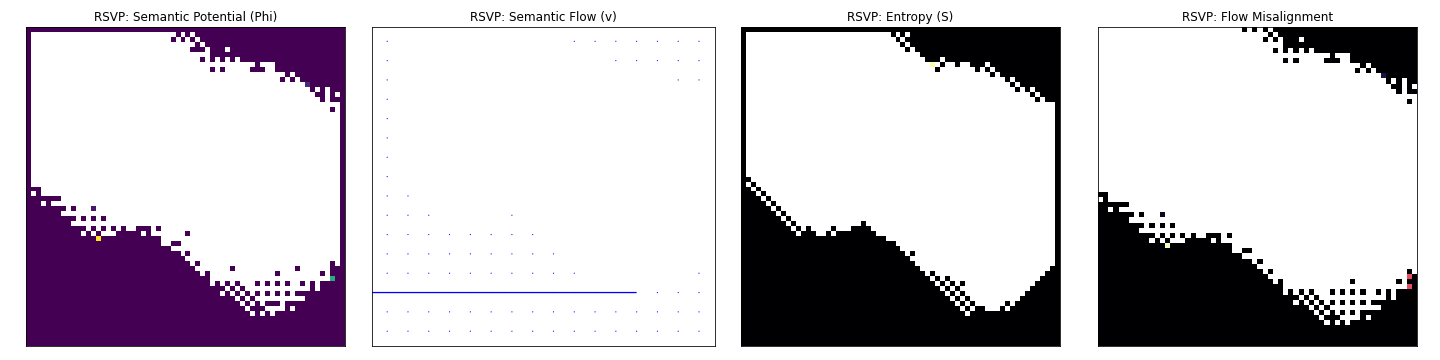 RSVP: Semantic Potential (Phi)
RSVP: Semantic Flow (v)
RSVP: Entropy (S)
RSVP: Flow Misalignment